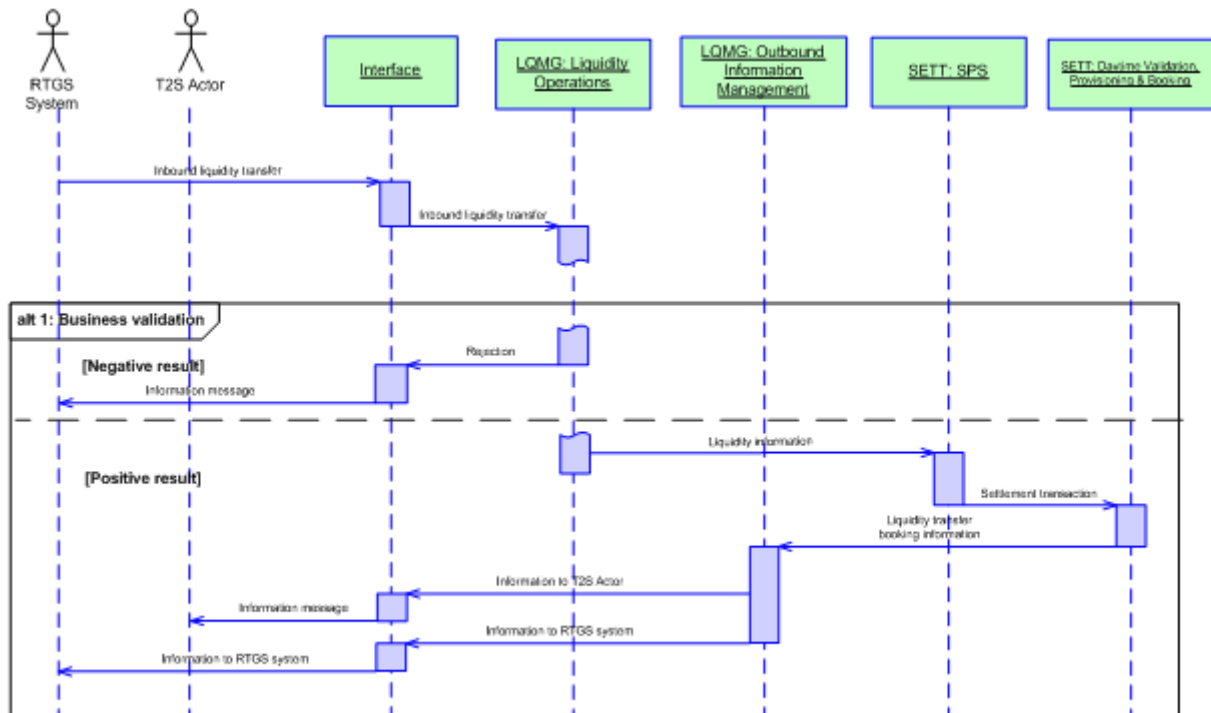 RTGS
System
T2S Actor
Interface
LQMG: Liquidity
Operations
LQMG: Outbound
Information
Management
SETT: SPS
SETT: Daytime Validation,
Provisioning & Booking
Inbound liquidity transfer
Inbound liquidity transfer
alt 1: Business validation
Rejection
[Negative result]
Information message
Liquidity information
[Positive result]
Settlement transaction
Liquidity transfer
booking information
Information to T2S Actor
Information message
Information to RTGS system
Information to RTGS system